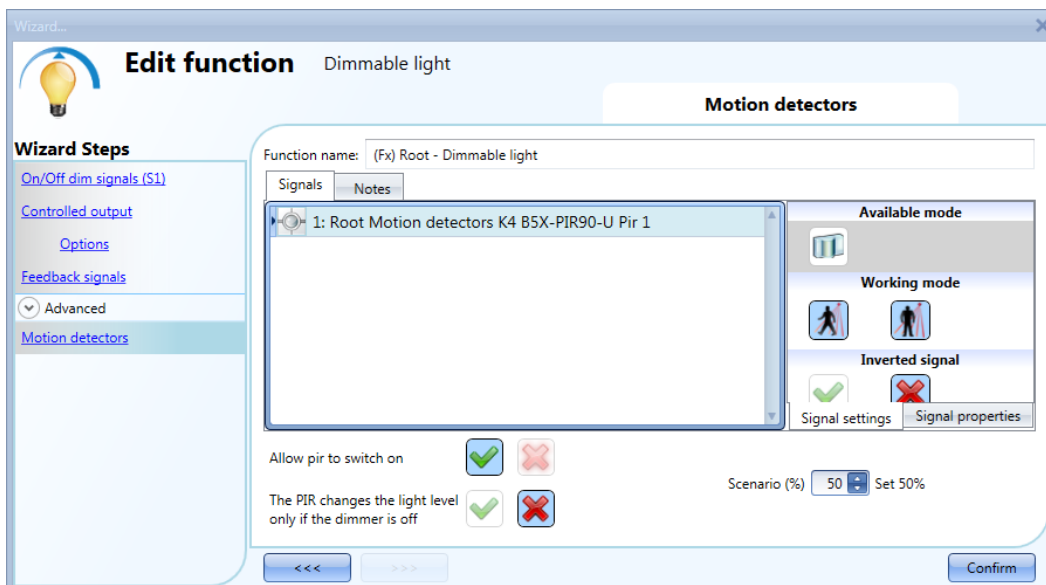 Wizard...
Edit function
Dimmable light
Motion detectors
Wizard Steps
On/Off dim signals (S1)
Controlled output
Options
Feedback signals
Advanced
Motion detectors
Function name: (Fx) Root - Dimmable light
Signals
Notes
1: Root Motion detectors K4 B5X-PIR90-U Pir 1
Available mode
Working mode
Inverted signal
Signal settings
Signal properties
Allow pir to switch on
The PIR changes the light level
only if the dimmer is off
Scenario (%) 50 Set 50%
<<<
>>>
Confirm